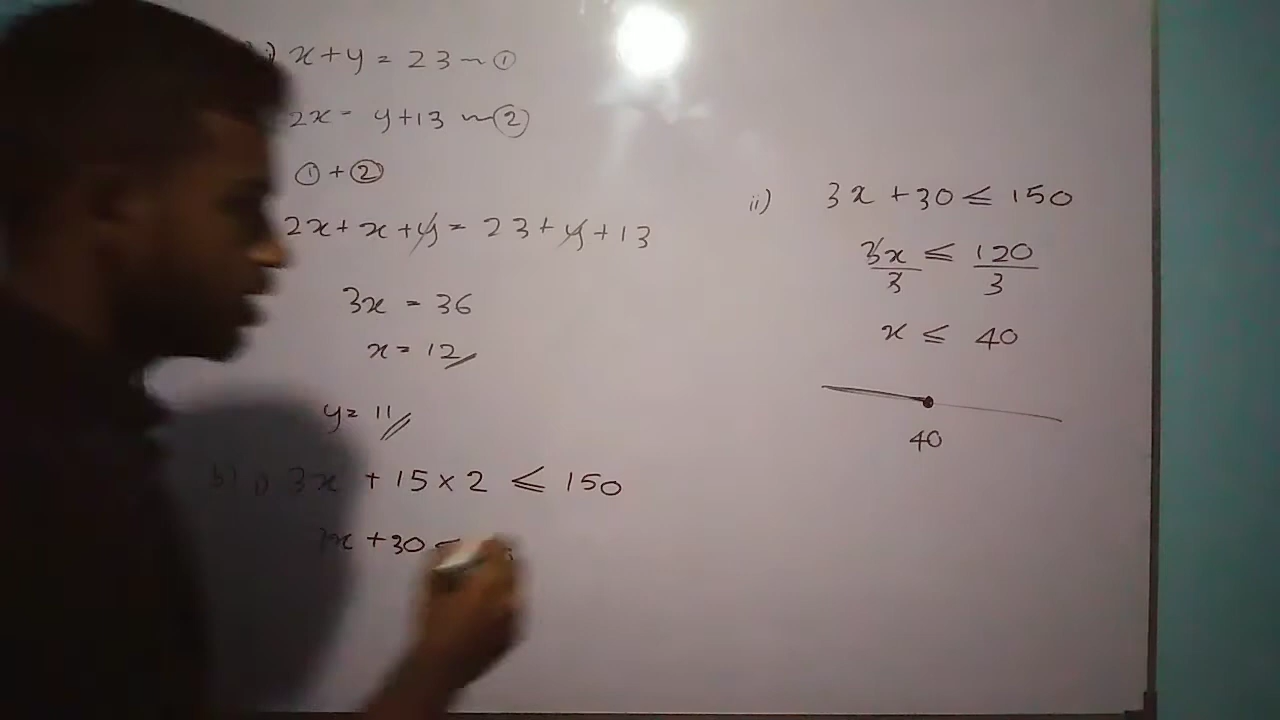 i) x + y = 23 ~ ①
2x = y + 13 ~ ②
① + ②
2x + x + y = 23 + y + 13
3x = 36
x = 12 //
y = 11 //
b) i) 3x + 15 × 2 ≤ 150
3x + 30 ≤
ii) 3x + 30 ≤ 150
3x/3 ≤ 120/3
x ≤ 40
40